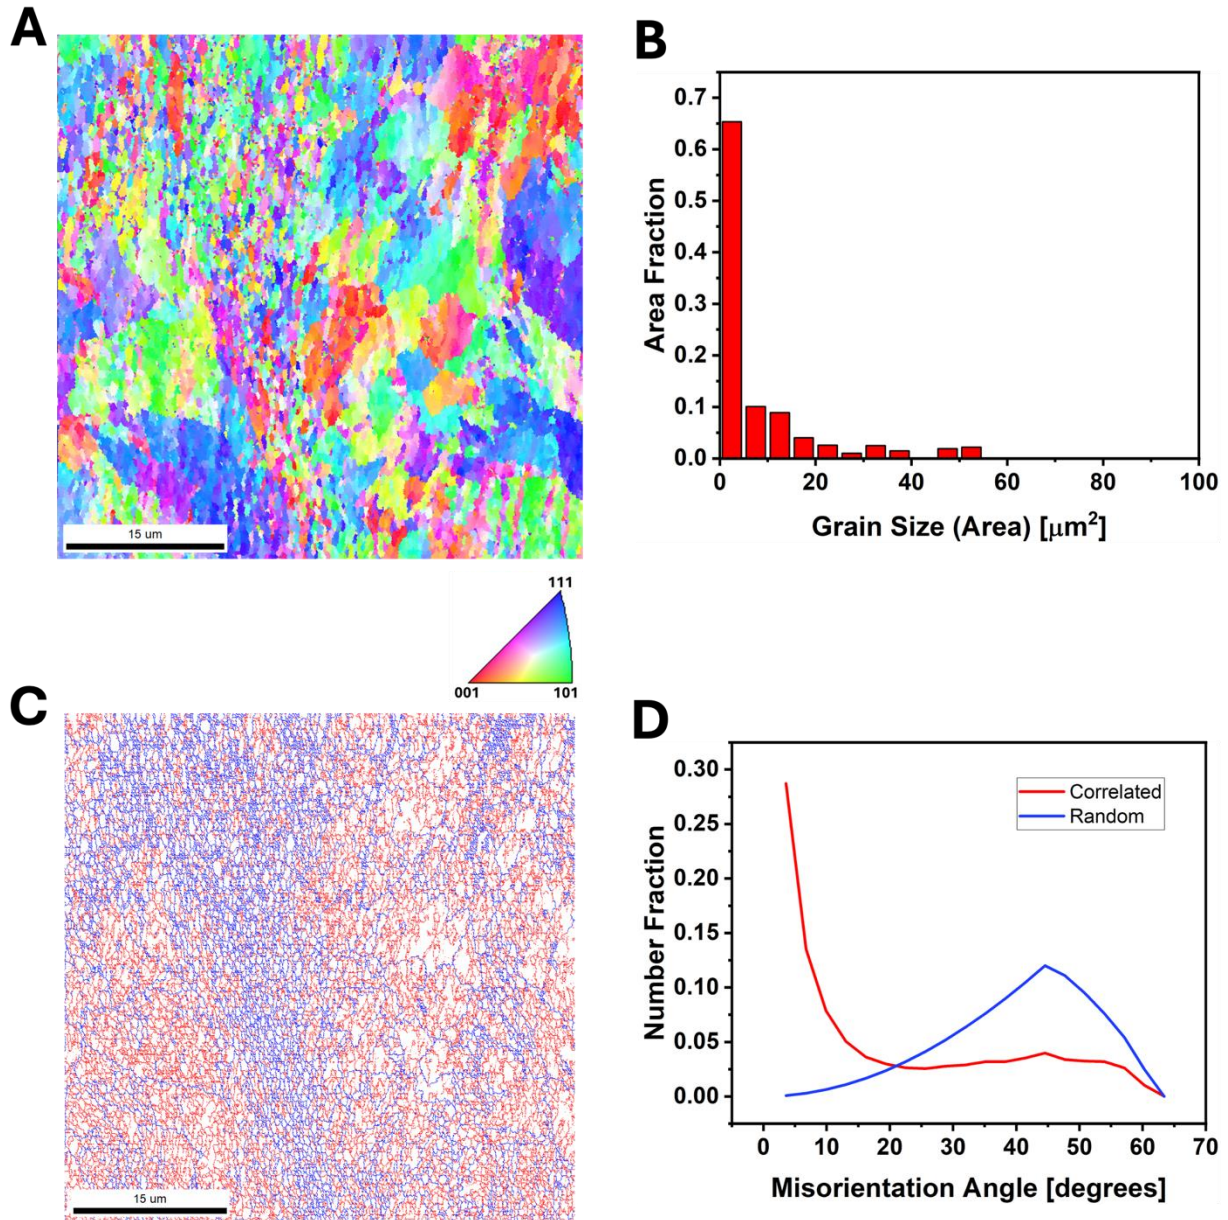 A
15 um
111
001 101
B
0.7
0.6
0.5
0.4
0.3
0.2
0.1
0.0
Area Fraction
0 20 40 60 80 100
Grain Size (Area) [μm²]
C
15 um
D
0.30
0.25
0.20
0.15
0.10
0.05
0.00
Number Fraction
Correlated
Random
0 10 20 30 40 50 60 70
Misorientation Angle [degrees]